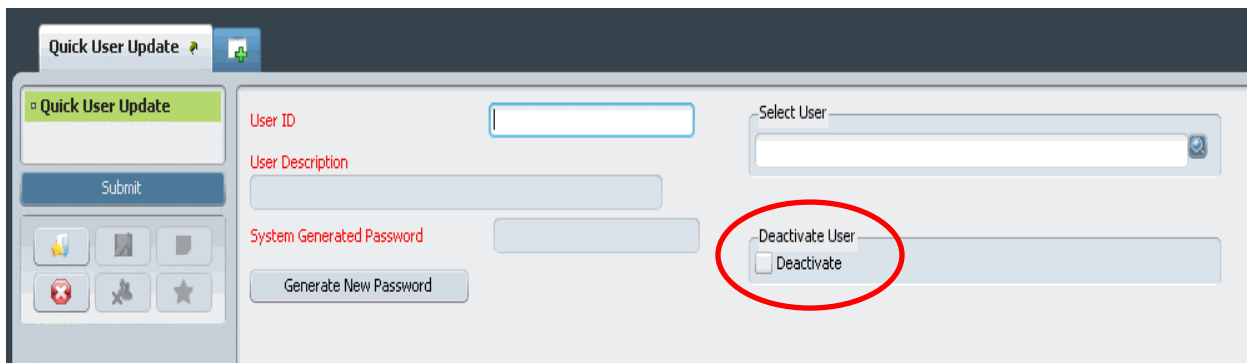 Quick User Update
Quick User Update
Submit
User ID
User Description
System Generated Password
Generate New Password
Select User
Deactivate User
Deactivate